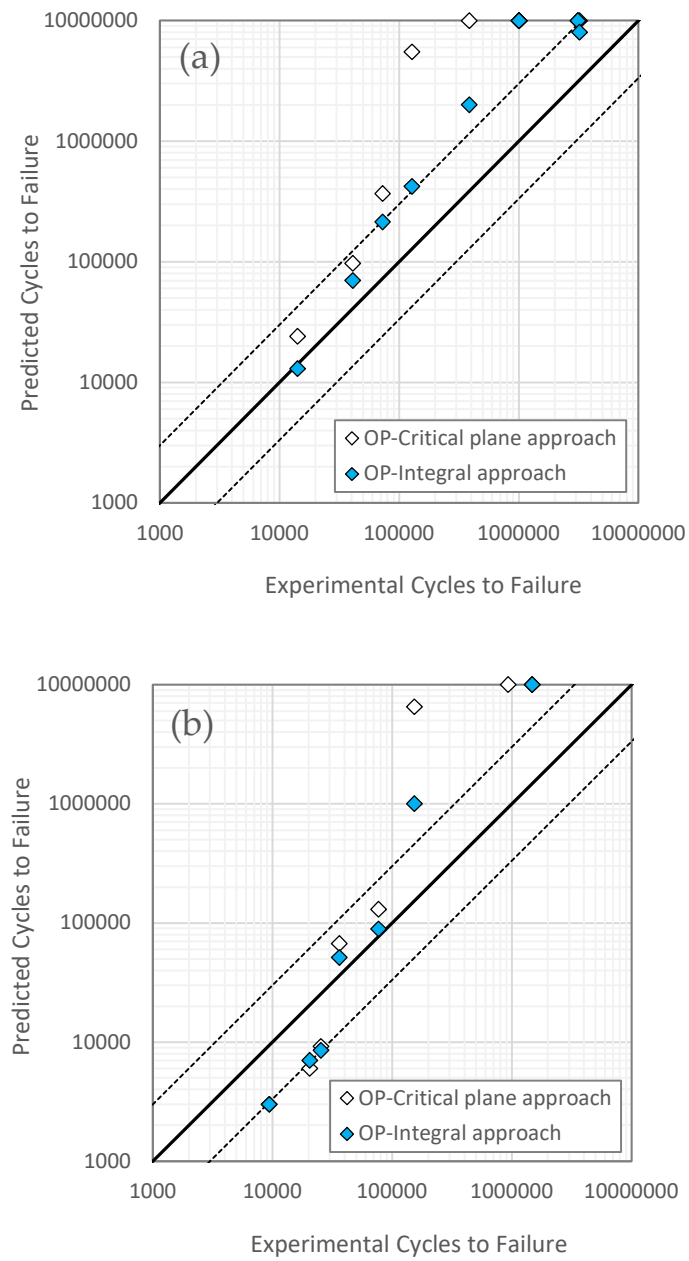 (a)
Predicted Cycles to Failure
10000000
1000000
100000
10000
1000
OP-Critical plane approach
OP-Integral approach
1000 10000 100000 1000000 10000000
Experimental Cycles to Failure
(b)
Predicted Cycles to Failure
10000000
1000000
100000
10000
1000
OP-Critical plane approach
OP-Integral approach
1000 10000 100000 1000000 10000000
Experimental Cycles to Failure